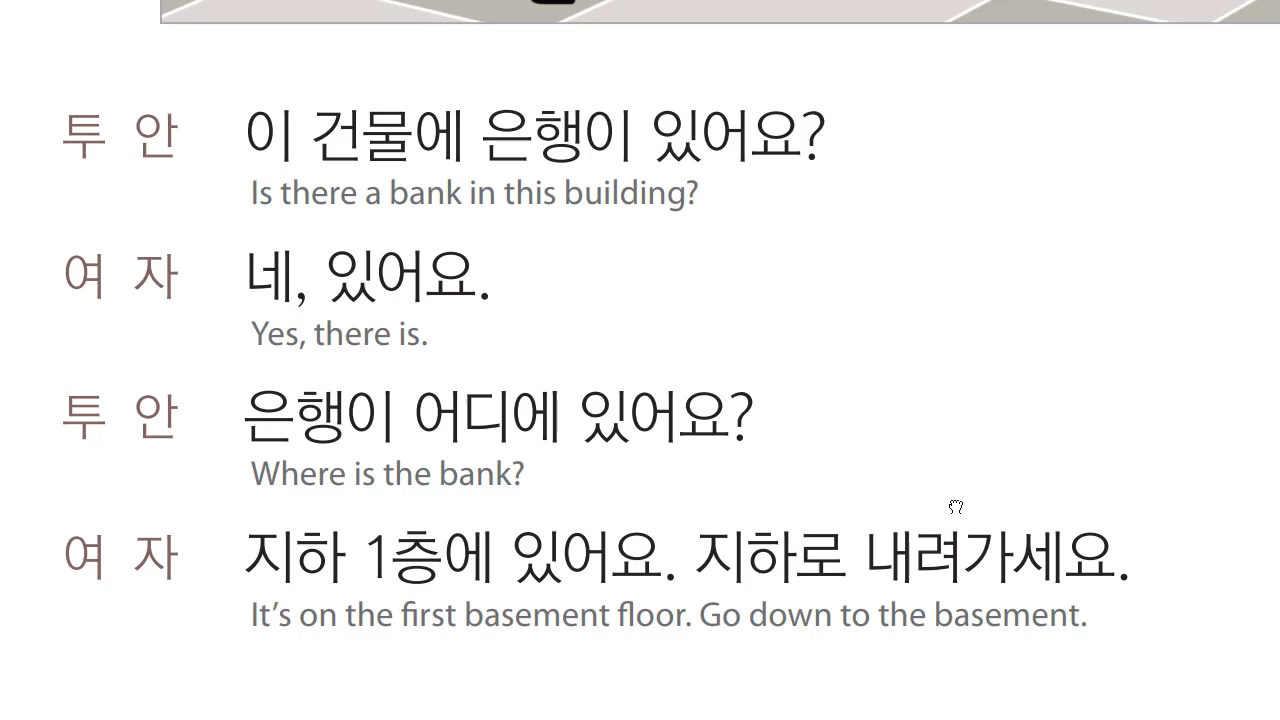 투 안 이 건물에 은행이 있어요?
Is there a bank in this building?
여 자 네, 있어요.
Yes, there is.
투 안 은행이 어디에 있어요?
Where is the bank?
여 자 지하 1층에 있어요. 지하로 내려가세요.
It’s on the first basement floor. Go down to the basement.